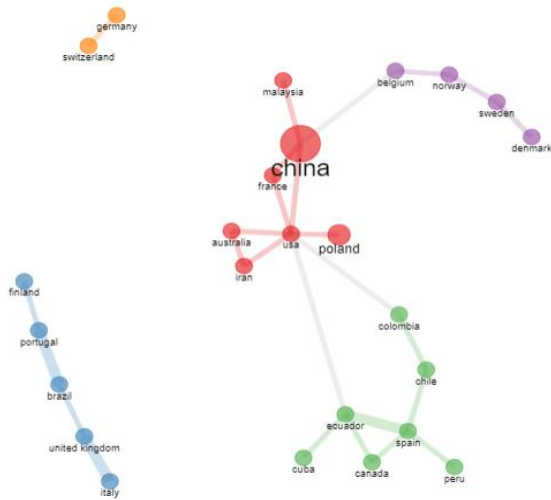 germany
switzerland
malaysia
belgium
norway
sweden
denmark
china
france
australia
usa
poland
iran
finland
colombia
portugal
chile
brazil
ecuador
spain
united kingdom
cuba
canada
peru
italy